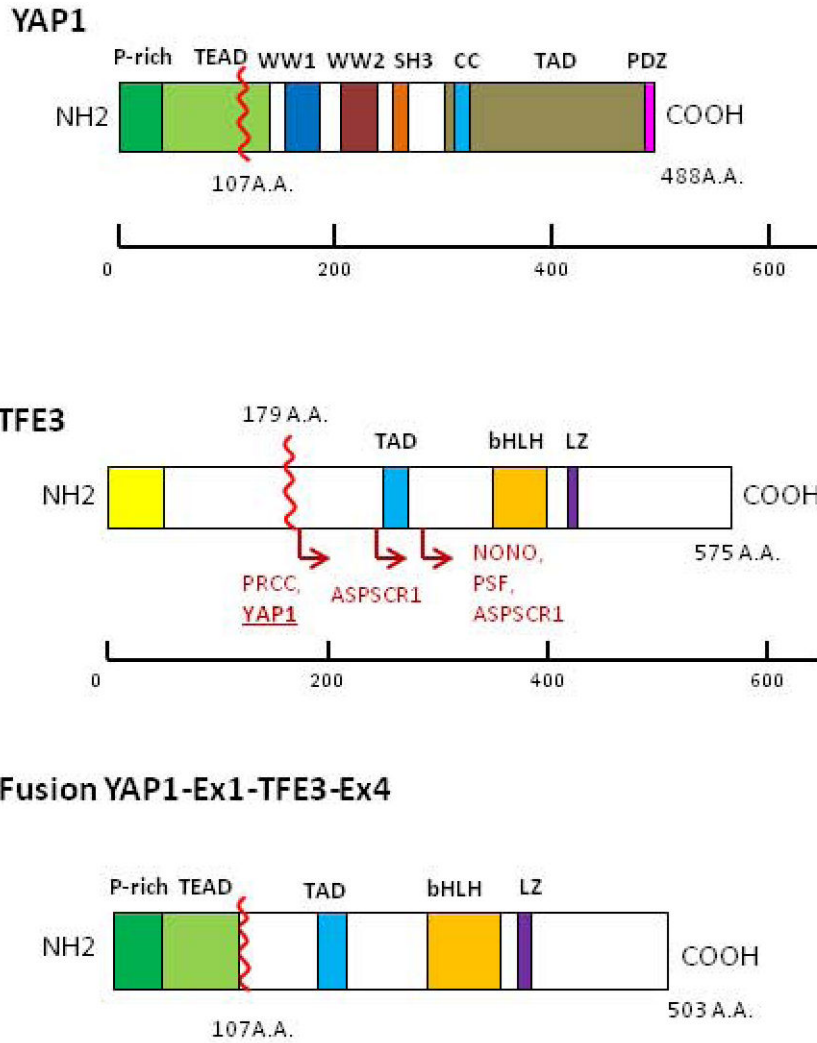 YAP1
P-rich TEAD WW1 WW2 SH3 CC TAD PDZ
NH2 COOH
107A.A. 488A.A.
0 200 400 600
TFE3
179 A.A.
TAD bHLH LZ
NH2 COOH
575 A.A.
PRCC,
YAP1
ASPSCR1
NONO,
PSF,
ASPSCR1
0 200 400 600
Fusion YAP1-Ex1-TFE3-Ex4
P-rich TEAD TAD bHLH LZ
NH2 COOH
107A.A. 503 A.A.